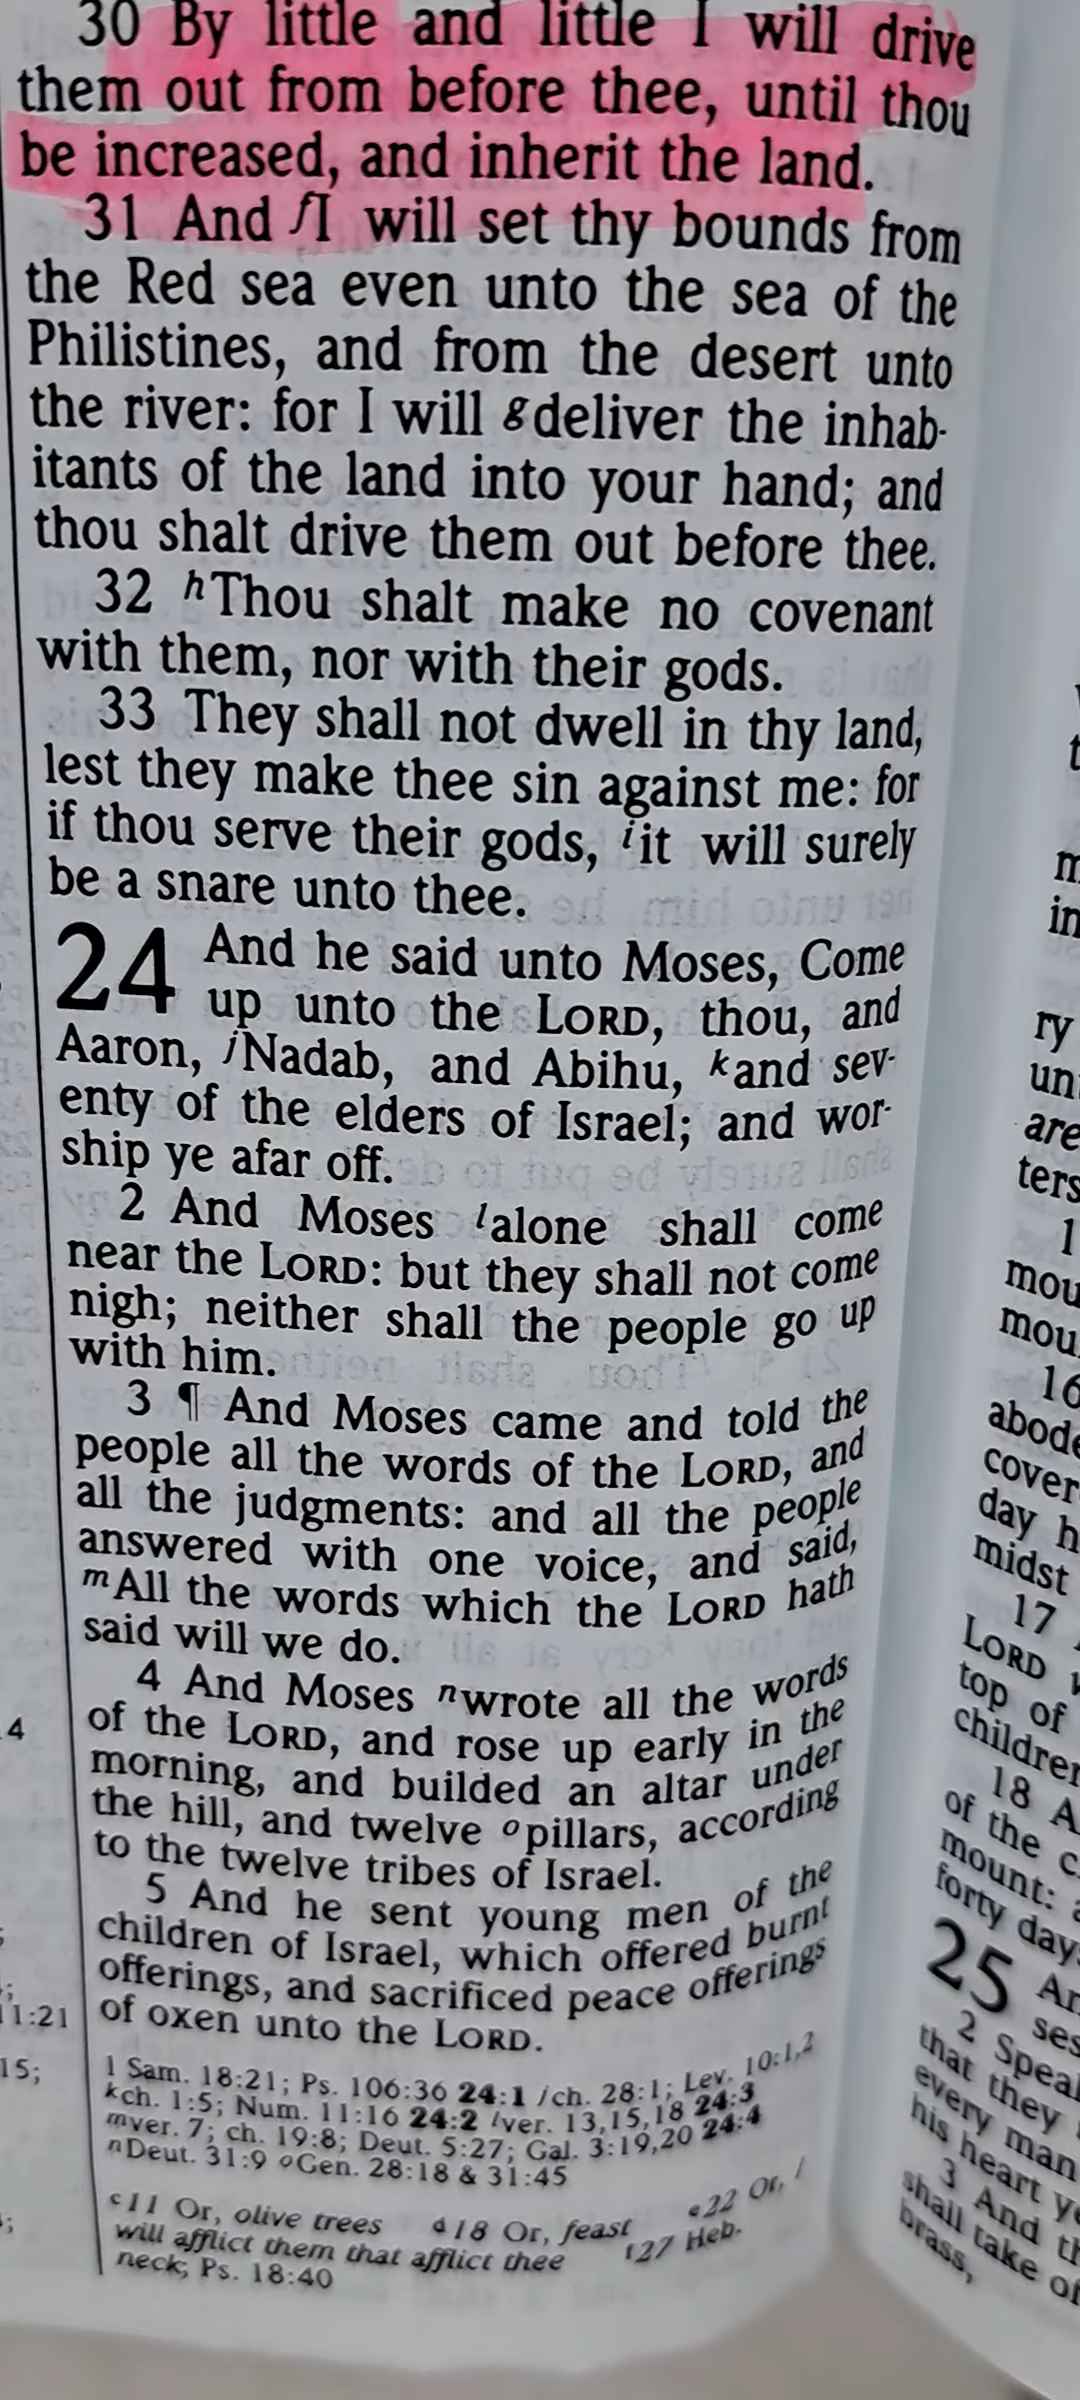 30 By little and little I will drive
them out from before thee, until thou
be increased, and inherit the land.
31 And fI will set thy bounds from
the Red sea even unto the sea of the
Philistines, and from the desert unto
the river: for I will gdeliver the inhab-
itants of the land into your hand; and
thou shalt drive them out before thee.
32 hThou shalt make no covenant
with them, nor with their gods.
33 They shall not dwell in thy land,
lest they make thee sin against me: for
if thou serve their gods, iit will surely
be a snare unto thee.
24 And he said unto Moses, Come
up unto the LORD, thou, and
Aaron, jNadab, and Abihu, kand sev-
enty of the elders of Israel; and wor-
ship ye afar off.
2 And Moses lalone shall come
near the LORD: but they shall not come
nigh; neither shall the people go up
with him.
3 ¶ And Moses came and told the
people all the words of the LORD, and
all the judgments: and all the people
answered with one voice, and said,
mAll the words which the LORD hath
said will we do.
4 And Moses nwrote all the words
of the LORD, and rose up early in the
morning, and builded an altar under
the hill, and twelve opillars, according
to the twelve tribes of Israel.
5 And he sent young men of the
children of Israel, which offered burnt
offerings, and sacrificed peace offerings
of oxen unto the LORD.
1 Sam. 18:21; Ps. 106:36 24:1 jch. 28:1; Lev. 10:1,2
kch. 1:5; Num. 11:16 24:2 lver. 13,15,18 24:3
mver. 7; ch. 19:8; Deut. 5:27; Gal. 3:19,20 24:4
nDeut. 31:9 oGen. 28:18 & 31:45
c11 Or, olive trees d18 Or, feast e22 Or, I
will afflict them that afflict thee f27 Heb.
neck; Ps. 18:40
4
11:21
15;
ry
are
ters
1
mou
16
cover
day
midst
17
LORD
top of
18 A
of the
mount:
forty day
25
2
that they
every man
his heart
3 And
shall take
brass,